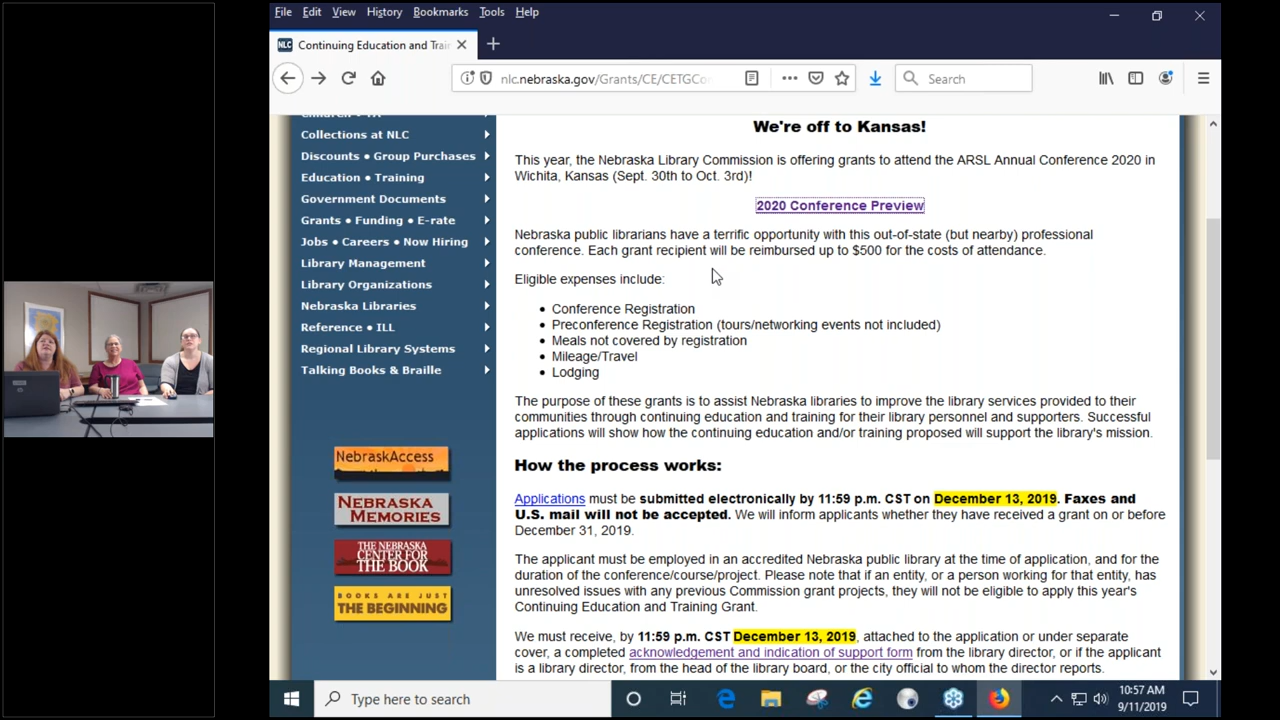 File Edit View History Bookmarks Tools Help
NLC Continuing Education and Trai
nlc.nebraska.gov/Grants/CE/CETGCo
Search
Collections at NLC
Discounts • Group Purchases
Education • Training
Government Documents
Grants • Funding • E-rate
Jobs • Careers • Now Hiring
Library Management
Library Organizations
Nebraska Libraries
Reference • ILL
Regional Library Systems
Talking Books & Braille
NebraskAccess
NEBRASKA
MEMORIES
THE NEBRASKA
CENTER FOR
THE BOOK
BOOKS ARE JUST
THE BEGINNING
We're off to Kansas!
This year, the Nebraska Library Commission is offering grants to attend the ARSL Annual Conference 2020 in
Wichita, Kansas (Sept. 30th to Oct. 3rd)!
2020 Conference Preview
Nebraska public librarians have a terrific opportunity with this out-of-state (but nearby) professional
conference. Each grant recipient will be reimbursed up to $500 for the costs of attendance.
Eligible expenses include:
• Conference Registration
• Preconference Registration (tours/networking events not included)
• Meals not covered by registration
• Mileage/Travel
• Lodging
The purpose of these grants is to assist Nebraska libraries to improve the library services provided to their
communities through continuing education and training for their library personnel and supporters. Successful
applications will show how the continuing education and/or training proposed will support the library's mission.
How the process works:
Applications must be submitted electronically by 11:59 p.m. CST on December 13, 2019. Faxes and
U.S. mail will not be accepted. We will inform applicants whether they have received a grant on or before
December 31, 2019.
The applicant must be employed in an accredited Nebraska public library at the time of application, and for the
duration of the conference/course/project. Please note that if an entity, or a person working for that entity, has
unresolved issues with any previous Commission grant projects, they will not be eligible to apply this year's
Continuing Education and Training Grant.
We must receive, by 11:59 p.m. CST December 13, 2019, attached to the application or under separate
cover, a completed acknowledgement and indication of support form from the library director, or if the applicant
is a library director, from the head of the library board, or the city official to whom the director reports.
Type here to search
10:57 AM
9/11/2019